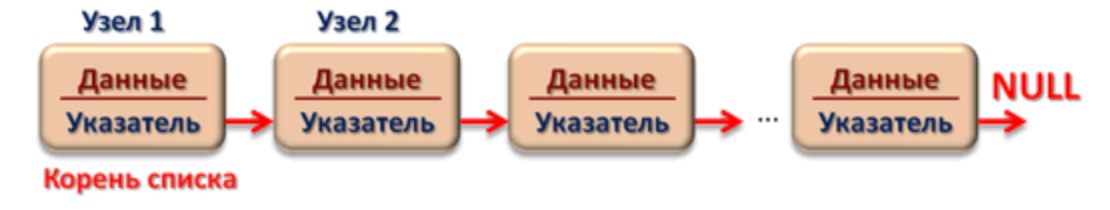 Узел 1 Узел 2
Данные Данные Данные Данные NULL
Указатель Указатель Указатель ... Указатель
Корень списка